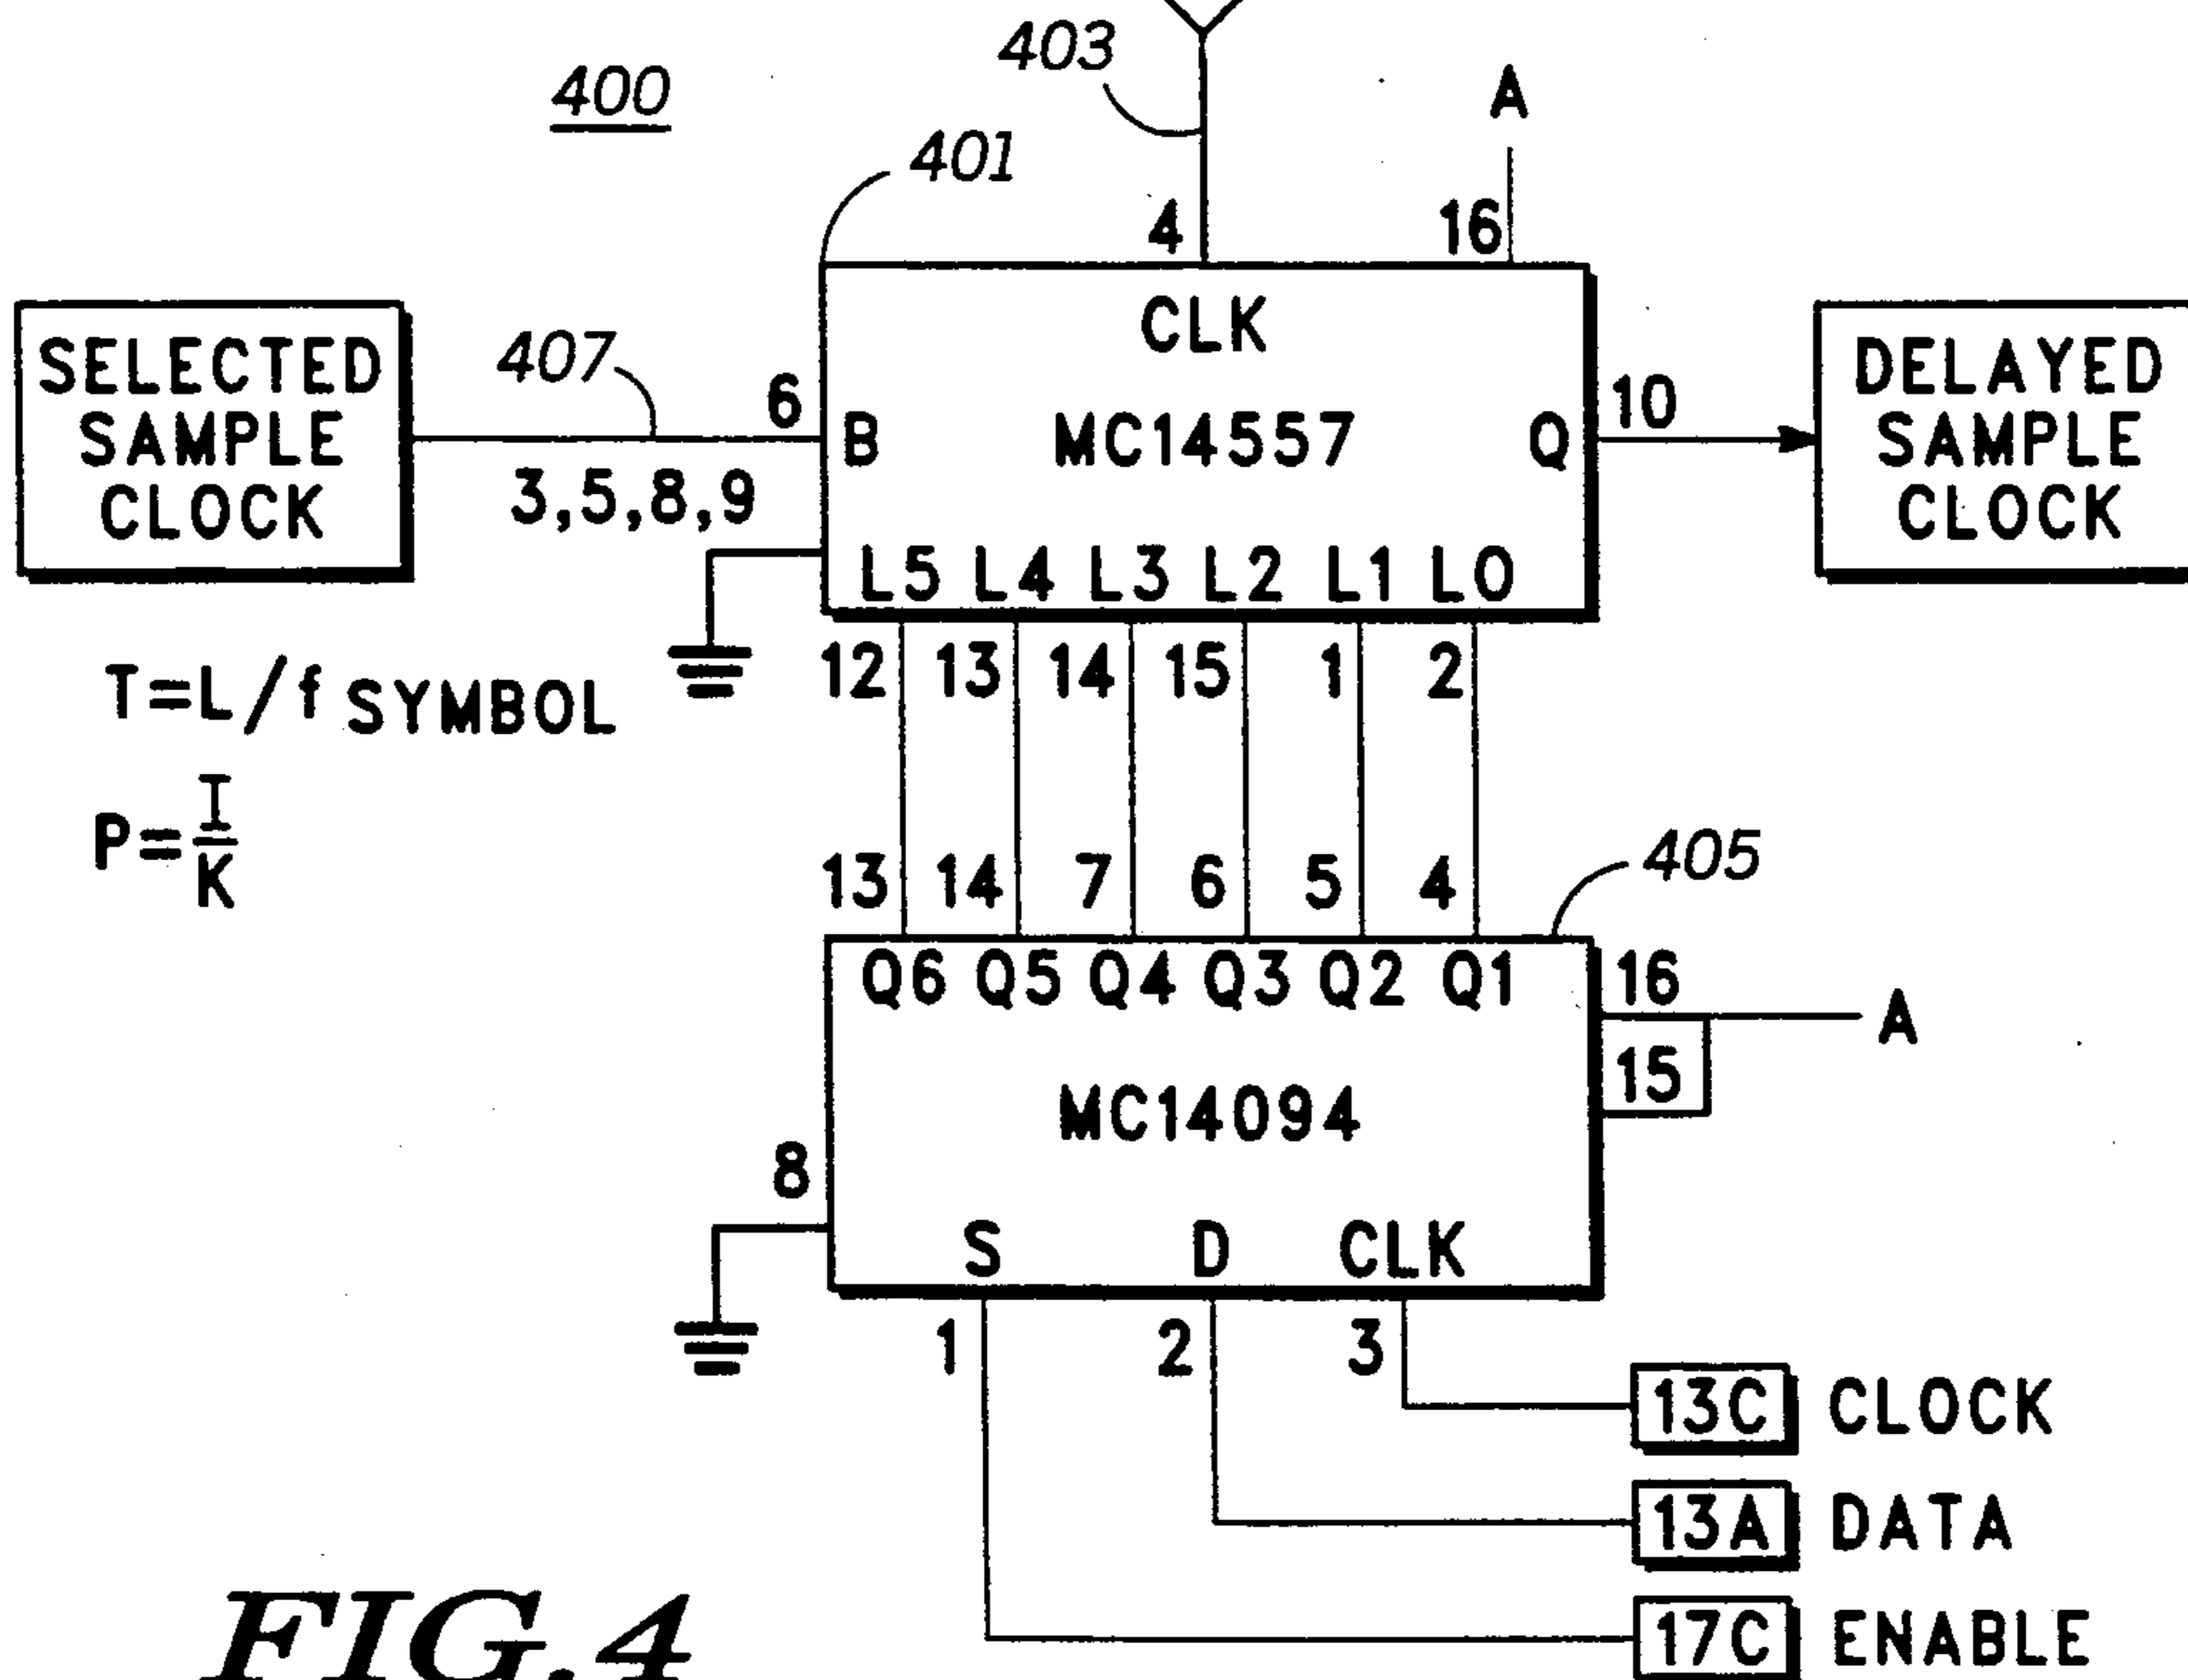 403
400
A
401
4
16
CLK
SELECTED
SAMPLE
CLOCK
407
6
B
MC14557
Q
10
DELAYED
SAMPLE
CLOCK
3,5,8,9
L5 L4 L3 L2 L1 L0
12 13 14 15 1 2
T=L/f SYMBOL
P=I/K
13 14 7 6 5 4
405
Q6 Q5 Q4 Q3 Q2 Q1
16
A
15
MC14094
8
S D CLK
1 2 3
13C CLOCK
13A DATA
17C ENABLE
FIG.4